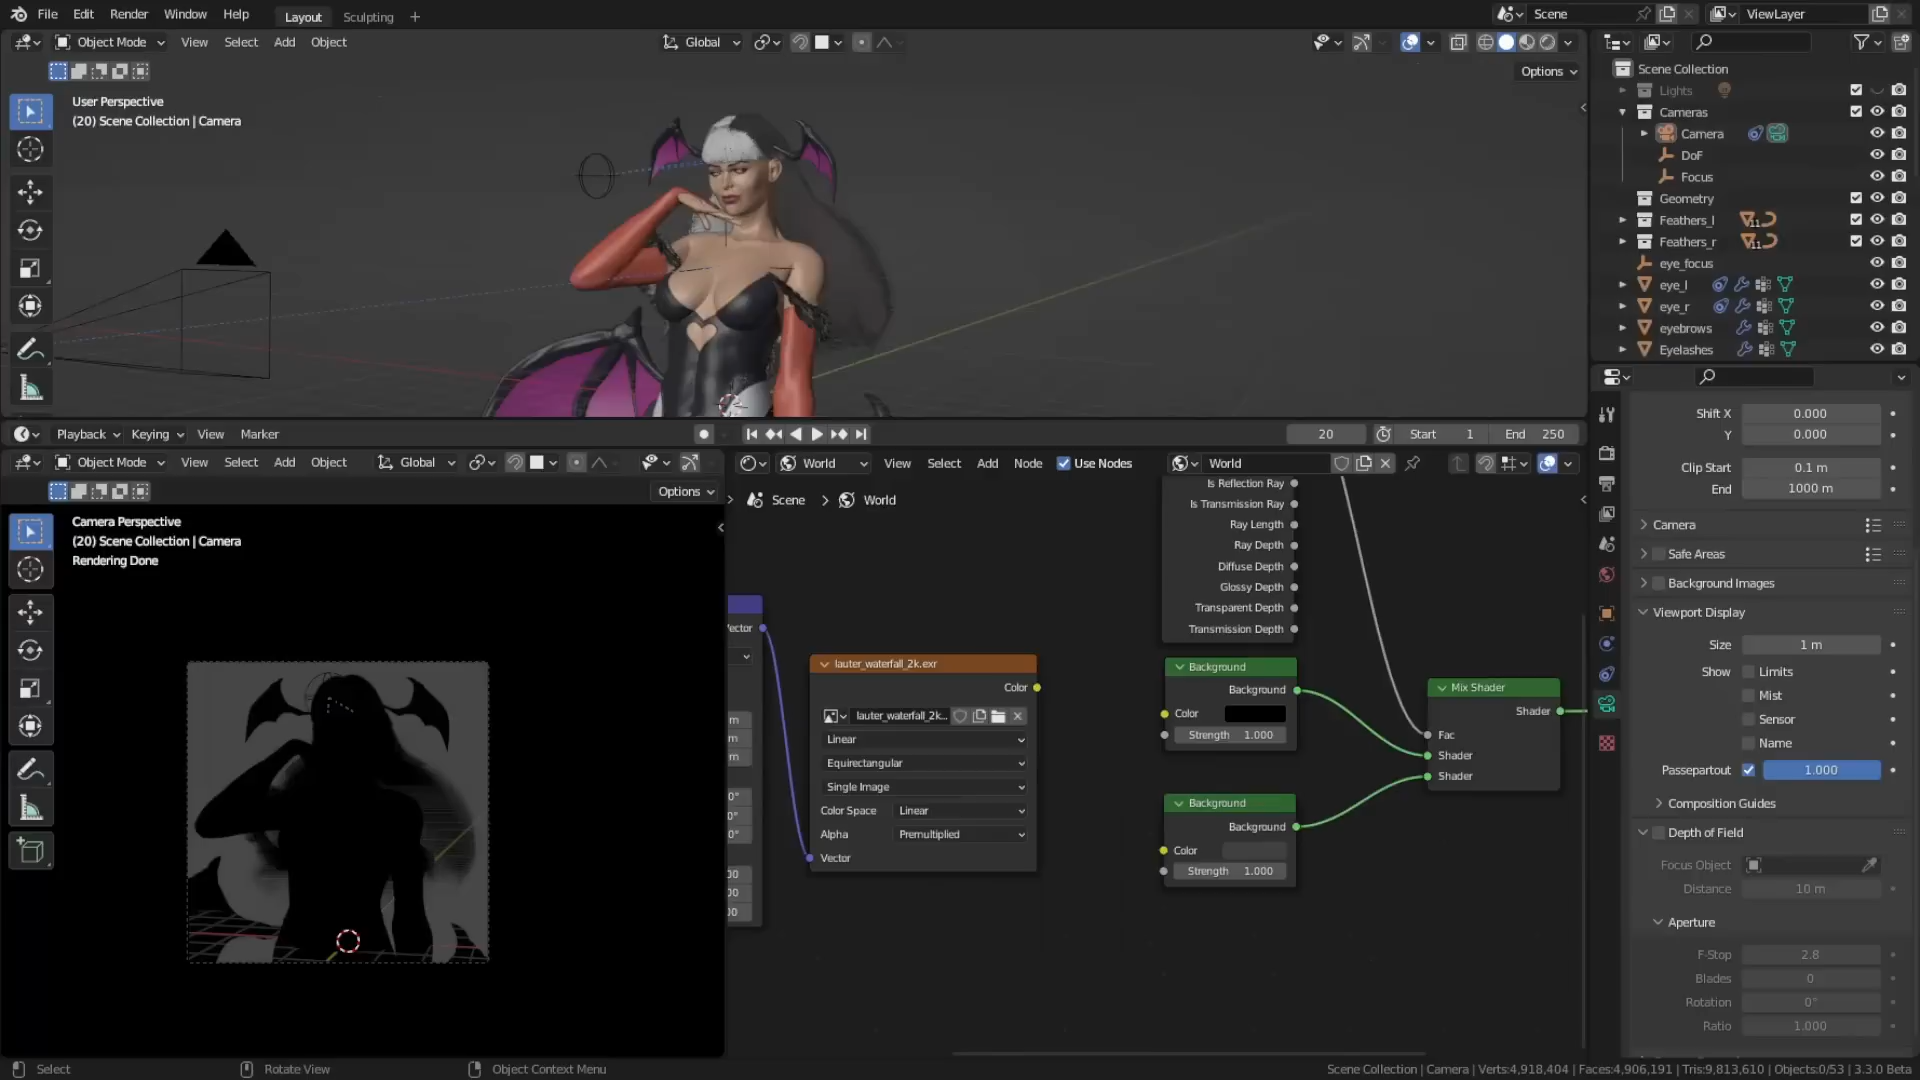 File Edit Render Window Help Layout Sculpting + Scene ViewLayer
Object Mode View Select Add Object Global
Options
User Perspective
(20) Scene Collection | Camera
Scene Collection
Lights
Cameras
Camera
DoF
Focus
Geometry
Feathers_l 11
Feathers_r 11
eye_focus
eye_l
eye_r
eyebrows
Eyelashes
Playback Keying View Marker 20 Start 1 End 250
Object Mode View Select Add Object Global
Options
Camera Perspective
(20) Scene Collection | Camera
Rendering Done
World View Select Add Node Use Nodes World
Scene > World
Is Reflection Ray
Is Transmission Ray
Ray Length
Ray Depth
Diffuse Depth
Glossy Depth
Transparent Depth
Transmission Depth
lauter_waterfall_2k.exr
Color
lauter_waterfall_2k...
Linear
Equirectangular
Single Image
Color Space Linear
Alpha Premultiplied
Vector
Background
Background
Color
Strength 1.000
Background
Background
Color
Strength 1.000
Mix Shader
Shader
Fac
Shader
Shader
Shift X 0.000
Y 0.000
Clip Start 0.1 m
End 1000 m
Camera
Safe Areas
Background Images
Viewport Display
Size 1 m
Show Limits
Mist
Sensor
Name
Passepartout 1.000
Composition Guides
Depth of Field
Focus Object
Distance 10 m
Aperture
F-Stop 2.8
Blades 0
Rotation 0°
Ratio 1.000
Select Rotate View Object Context Menu
Scene Collection | Camera | Verts:4,918,404 | Faces:4,906,191 | Tris:9,813,610 | Objects:0/53 | 3.3.0 Beta